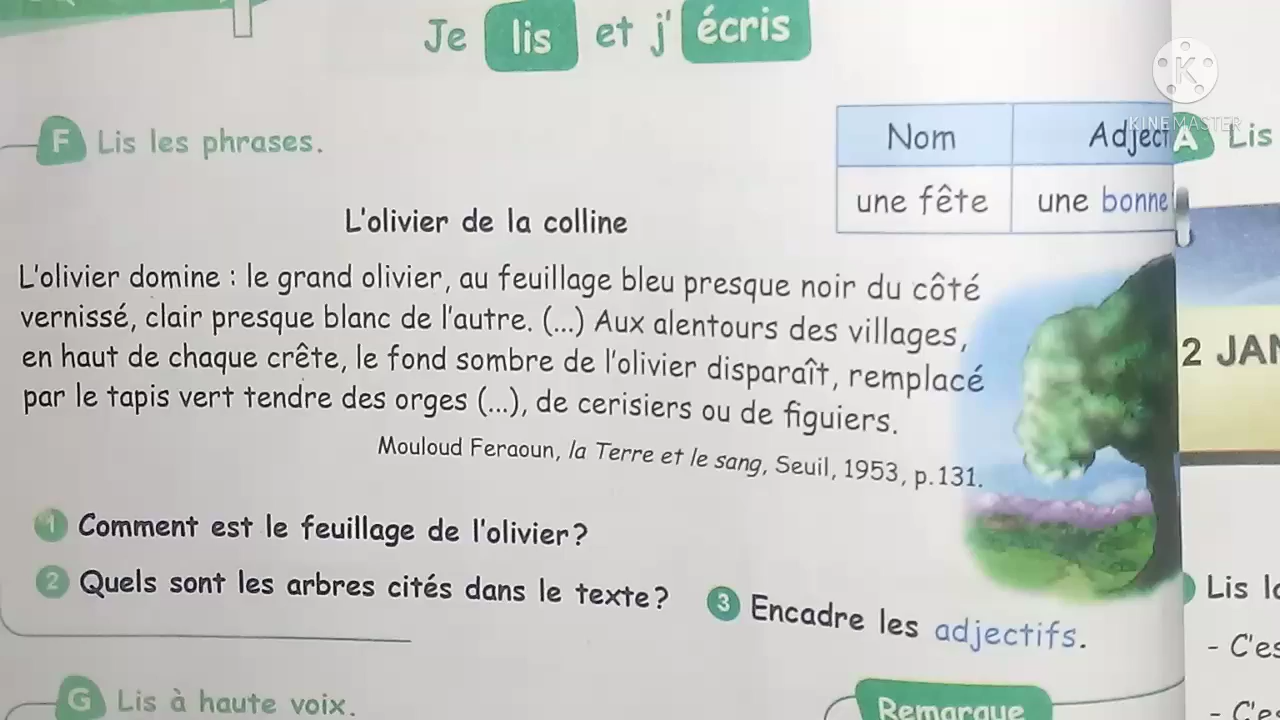 Je lis et j'écris
F Lis les phrases.
Nom
une fête
une bonne
L'olivier de la colline
L'olivier domine : le grand olivier, au feuillage bleu presque noir du côté
vernissé, clair presque blanc de l'autre. (...) Aux alentours des villages,
en haut de chaque crête, le fond sombre de l'olivier disparaît, remplacé
par le tapis vert tendre des orges (...), de cerisiers ou de figuiers.
Mouloud Feraoun, la Terre et le sang, Seuil, 1953, p.131.
1 Comment est le feuillage de l'olivier?
2 Quels sont les arbres cités dans le texte?
3 Encadre les adjectifs.
G Lis à haute voix.
Remarque
KINEMASTER
K
A Lis
2 JAN
Lis
- C'es
- C'es